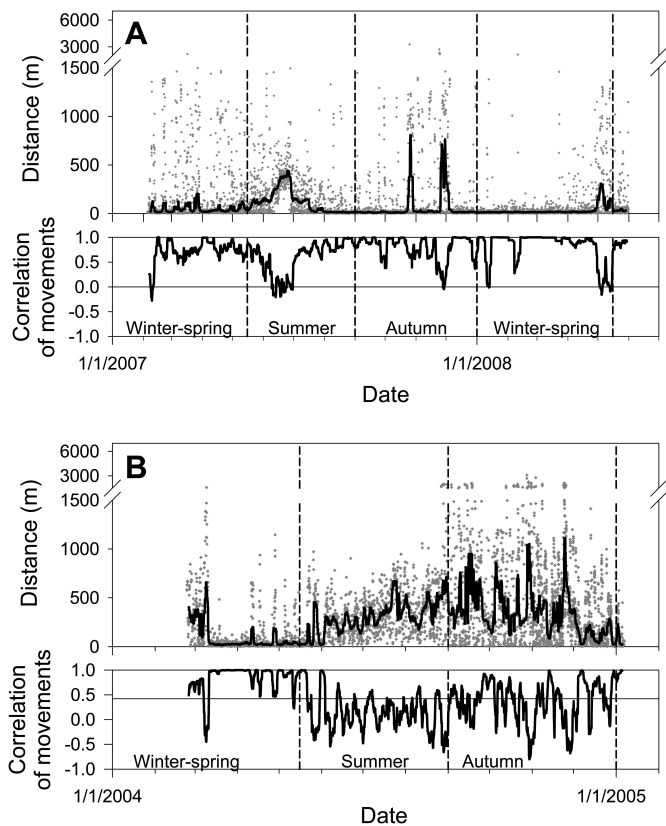 A
6000
3000
1500
1000
500
0
Distance (m)
1.0
0.5
0.0
-0.5
-1.0
Correlation
of movements
Winter-spring Summer Autumn Winter-spring
1/1/2007 1/1/2008
Date
B
6000
3000
1500
1000
500
0
Distance (m)
1.0
0.5
0.0
-0.5
-1.0
Correlation
of movements
Winter-spring Summer Autumn
1/1/2004 1/1/2005
Date